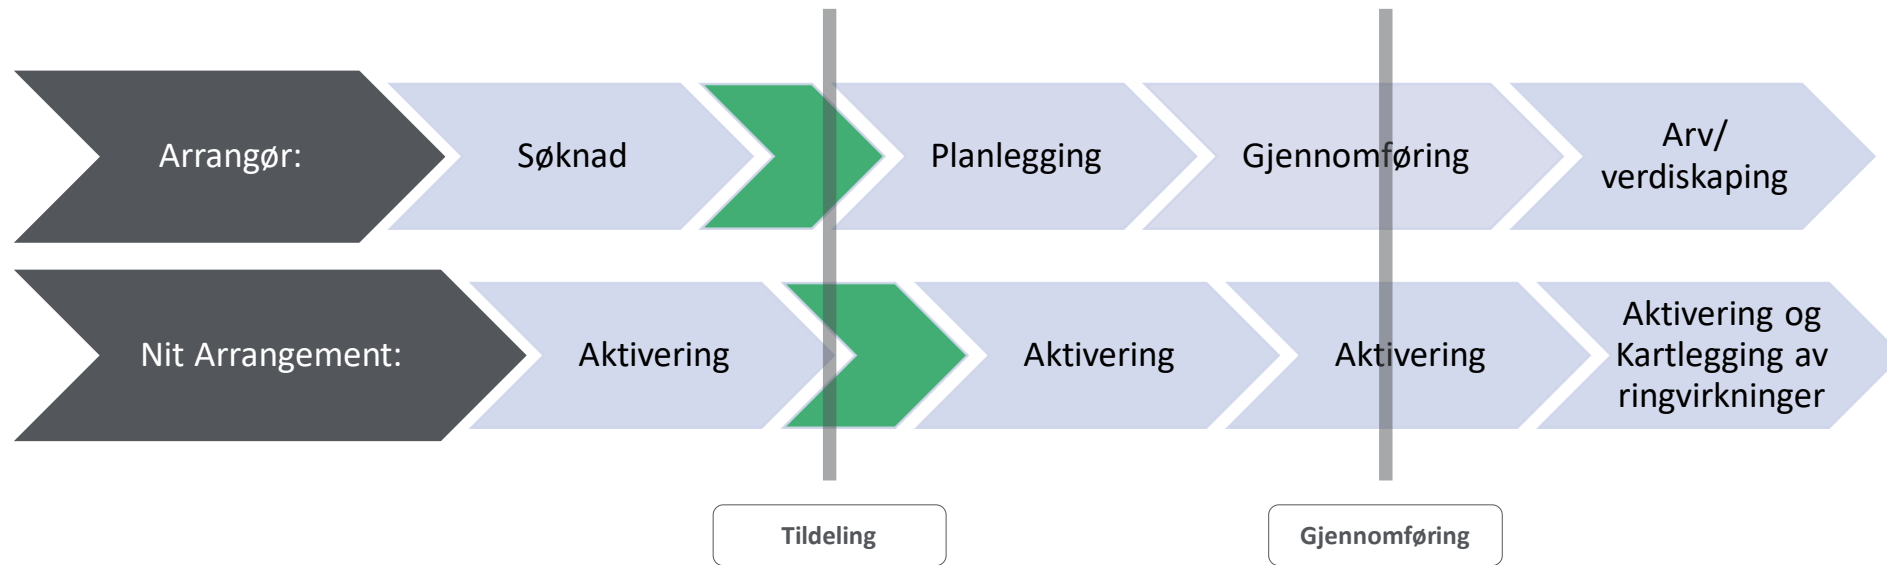 Arrangør:
Søknad
Planlegging
Gjennomføring
Arv/
verdiskaping
Nit Arrangement:
Aktivering
Aktivering
Aktivering
Aktivering og
Kartlegging av
ringvirkninger
Tildeling
Gjennomføring